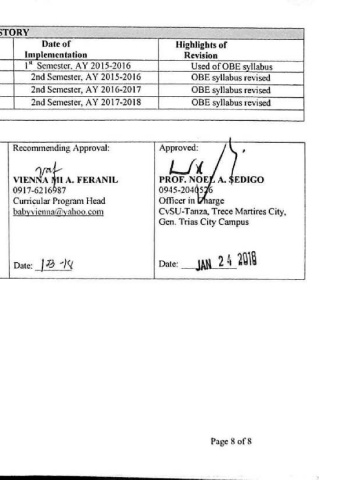 STORY
Date of Implementation
Highlights of Revision
1st Semester, AY 2015-2016
Used of OBE syllabus
2nd Semester, AY 2015-2016
OBE syllabus revised
2nd Semester, AY 2016-2017
OBE syllabus revised
2nd Semester, AY 2017-2018
OBE syllabus revised
Recommending Approval:
VIENNA MI A. FERANIL
0917-6216987
Curricular Program Head
babyvienna@yahoo.com
Date:
Approved:
PROF. NOEL A. SEDIGO
0945-2040526
Officer in Charge
CvSU-Tanza, Trece Martires City,
Gen. Trias City Campus
Date: JAN 24 2018
Page 8 of 8